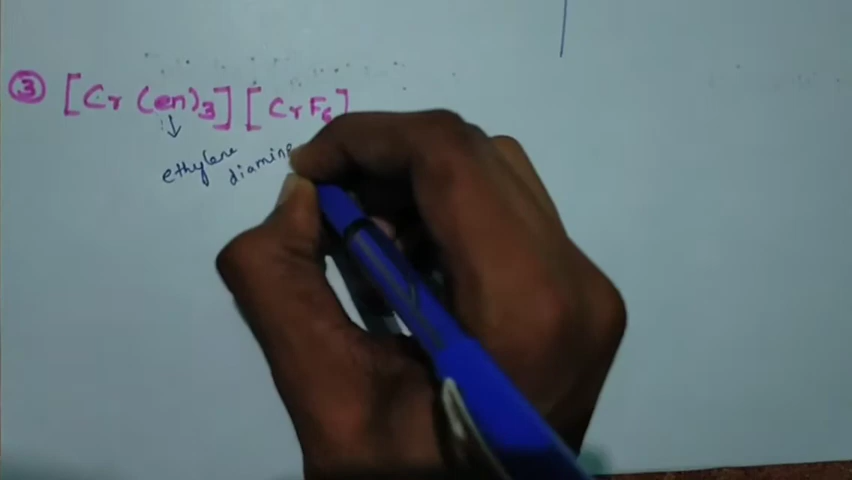 ③ [Cr (en)3] [CrF6]
↓
ethylene
diamine